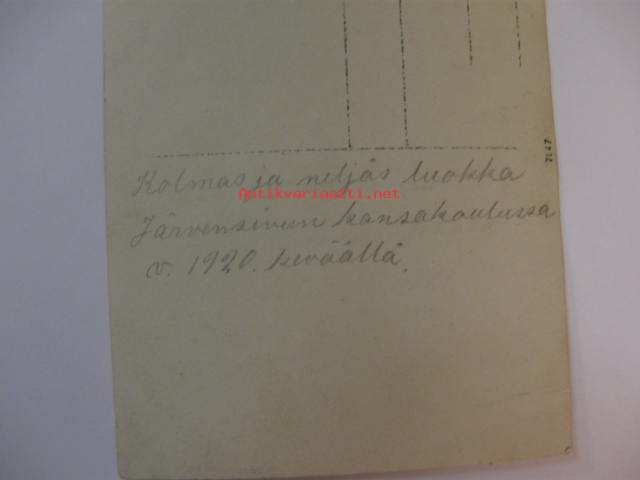 Kolmas ja neljäs luokka
Antikvariaatti.net
Järvensivun kansakoulussa
v. 1920. keväällä.